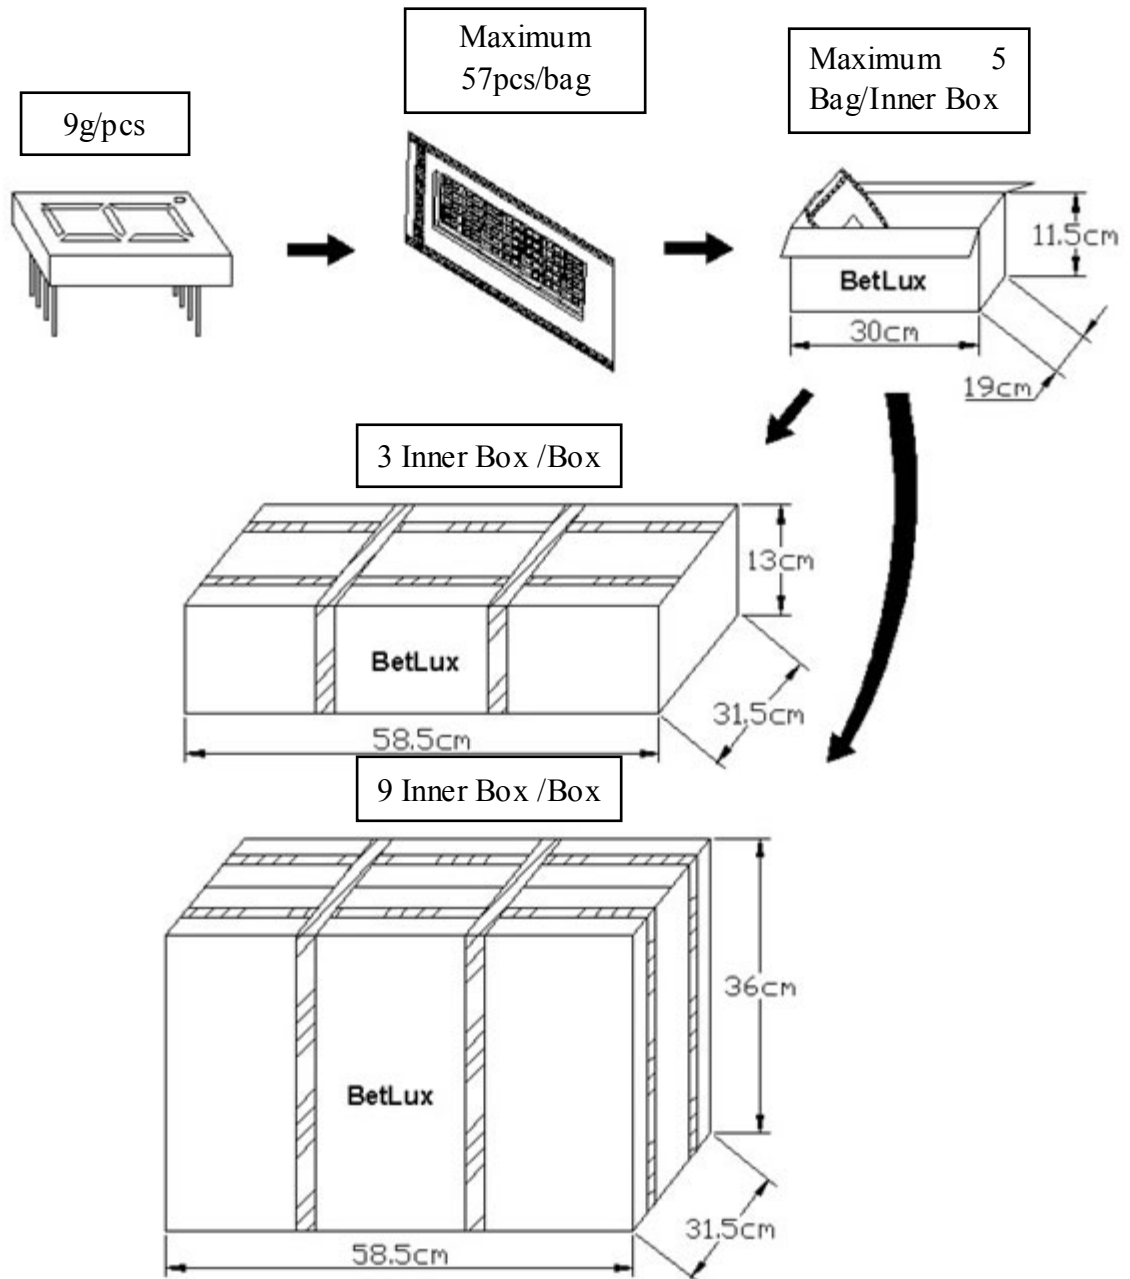 Maximum
57pcs/bag
Maximum 5
Bag/Inner Box
9g/pcs
11.5cm
BetLux
30cm
19cm
3 Inner Box /Box
13cm
BetLux
31.5cm
58.5cm
9 Inner Box /Box
36cm
BetLux
31.5cm
58.5cm